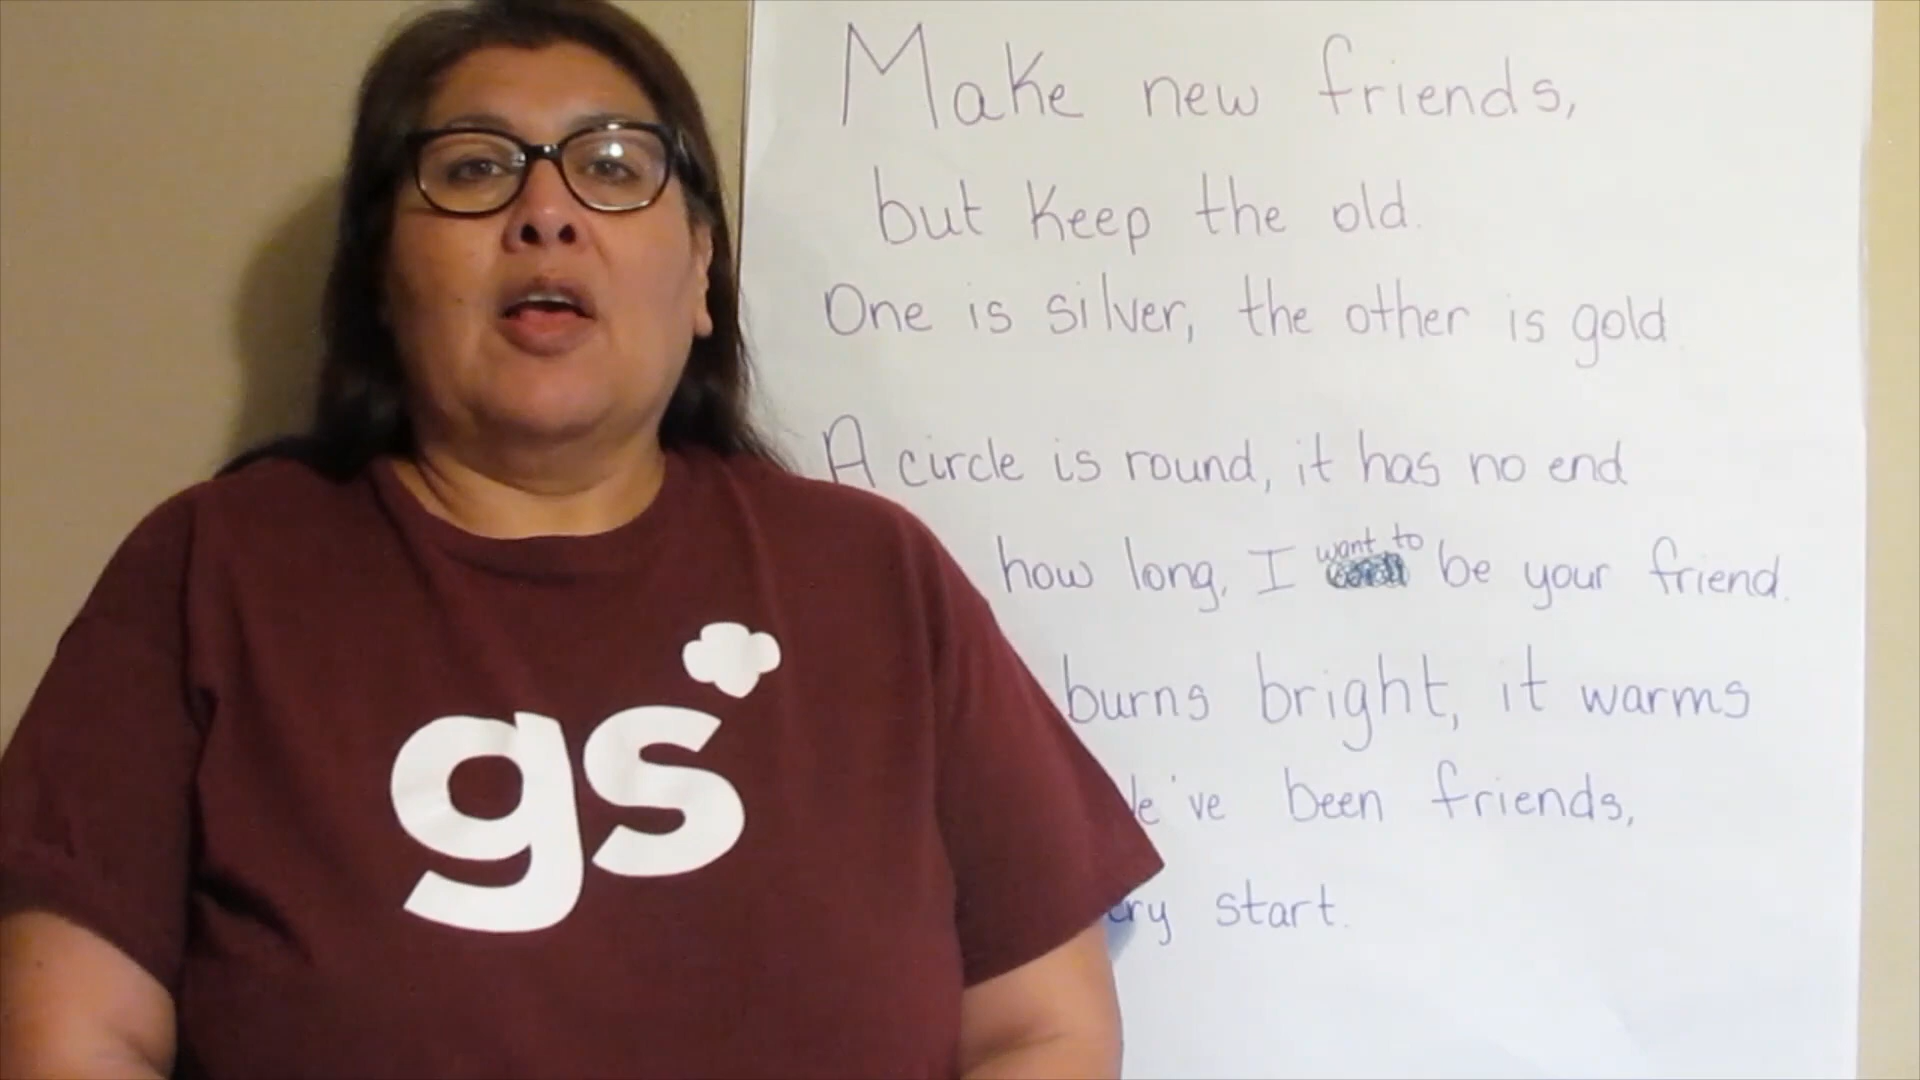 Make new friends,
but keep the old.
One is silver, the other is gold
A circle is round, it has no end
how long, I want to be your friend.
burns bright, it warms
've been friends,
start.
gs